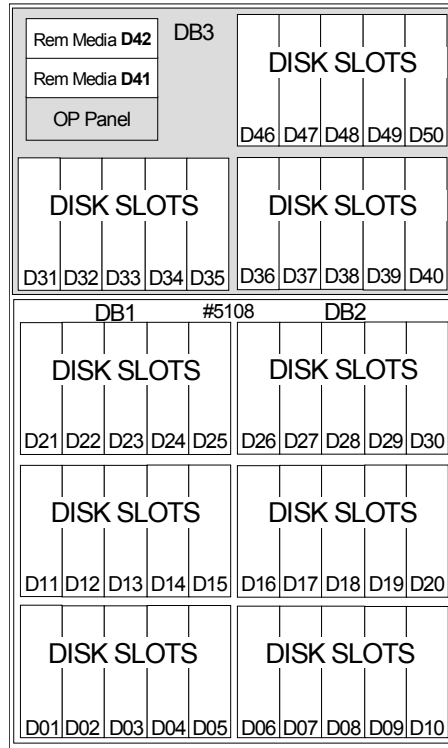 Rem Media D42
DB3
Rem Media D41
OP Panel
DISK SLOTS
D46 D47 D48 D49 D50
DISK SLOTS
D31 D32 D33 D34 D35
DISK SLOTS
D36 D37 D38 D39 D40
DB1 #5108 DB2
DISK SLOTS
D21 D22 D23 D24 D25
DISK SLOTS
D26 D27 D28 D29 D30
DISK SLOTS
D11 D12 D13 D14 D15
DISK SLOTS
D16 D17 D18 D19 D20
DISK SLOTS
D01 D02 D03 D04 D05
DISK SLOTS
D06 D07 D08 D09 D10